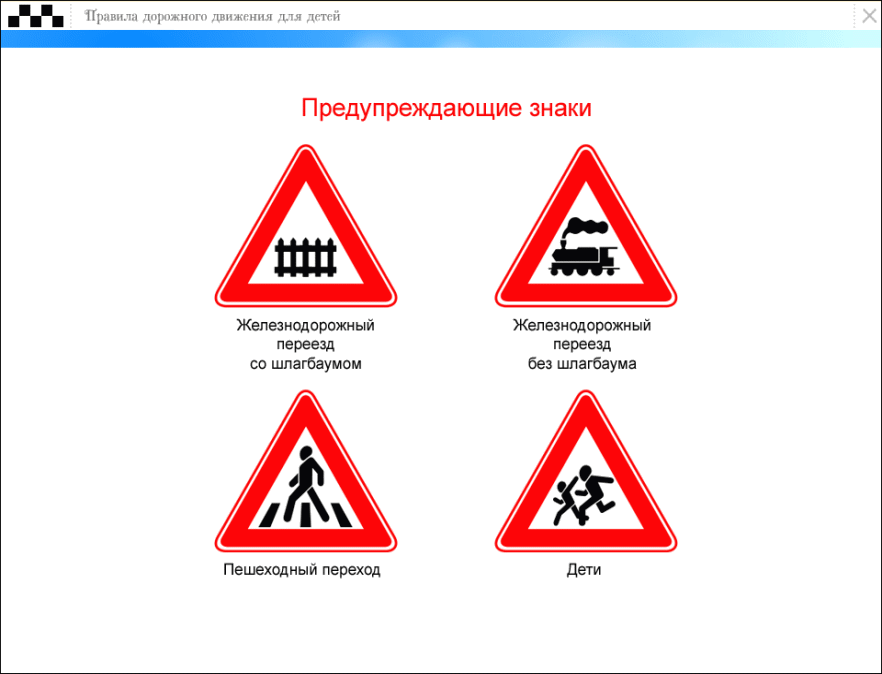 Правила дорожного движения для детей
Предупреждающие знаки
Железнодорожный
переезд
со шлагбаумом
Железнодорожный
переезд
без шлагбаума
Пешеходный переход
Дети